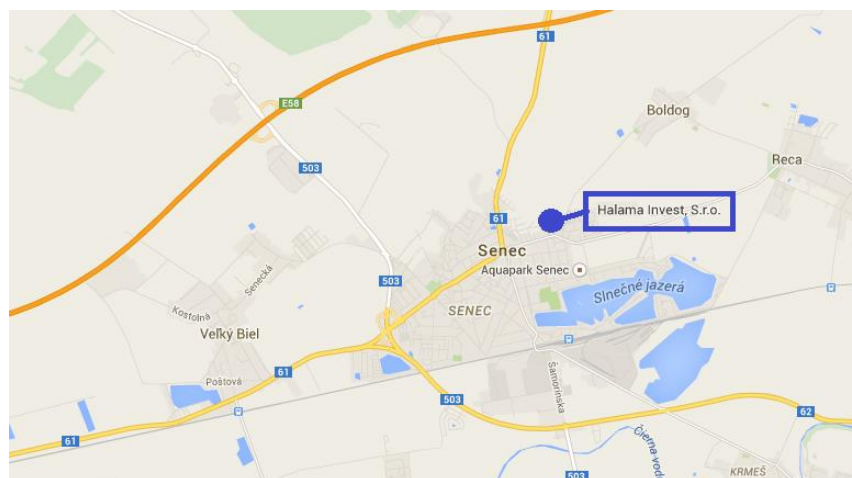 61
E58
Boldog
Reca
503
Halama Invest, S.r.o.
61
Senec
Aquapark Senec
Senecká
503
Slnečné jazerá
Kostolná
SENEC
Veľký Biel
Poštová
61
Šamorínska
503
62
61
Čierna voda
KRMEŠ
503